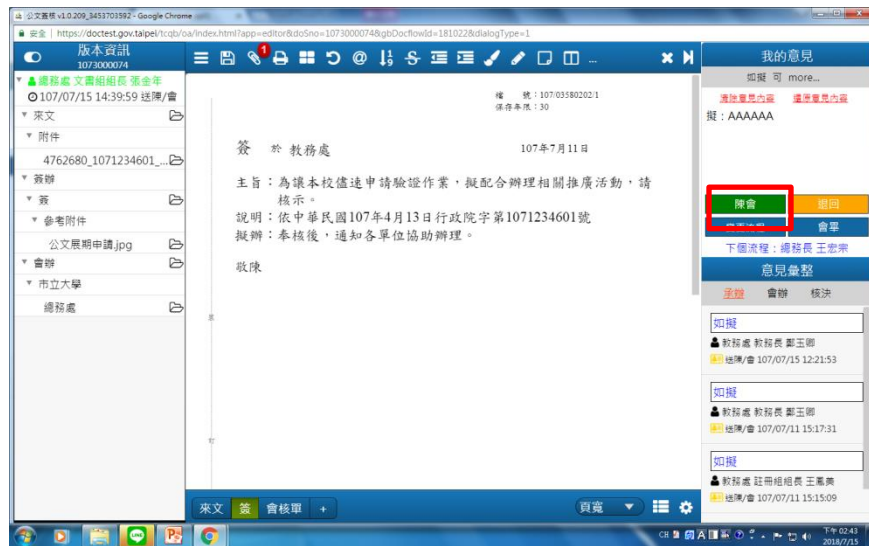 公文簽核 v1.0.209_3453703592 - Google Chrome
安全 | https://doctest.gov.taipei/tcqb/oa/index.html?app=editor&doSno=1073000074&gbDocflowId=181022&dialogType=1
版本資訊
1073000074
總務處 文書組組長 張金年
107/07/15 14:39:59 送陳/會
來文
附件
4762680_1071234601_...
簽辦
簽
參考附件
公文展期申請.jpg
會辦
市立大學
總務處
1
檔 號：107/03580202/1
保存年限：30
簽 於 教務處 107年7月11日
主旨：為讓本校儘速申請驗證作業，擬配合辦理相關推廣活動，請
核示。
說明：依中華民國107年4月13日行政院字第1071234601號
擬辦：奉核後，通知各單位協助辦理。
敬陳
來文 簽 會核單 +
頁寬
我的意見
如擬 可 more...
清除意見內容 還原意見內容
擬：AAAAAA
陳會 退回
會畢
下個流程：總務長 王宏宗
意見彙整
承辦 會辦 核決
如擬
教務處 教務長 鄭玉卿
送陳/會 107/07/15 12:21:53
如擬
教務處 教務長 鄭玉卿
送陳/會 107/07/11 15:17:31
如擬
教務處 註冊組組長 王鳳美
送陳/會 107/07/11 15:15:09
下午 02:43
2018/7/15